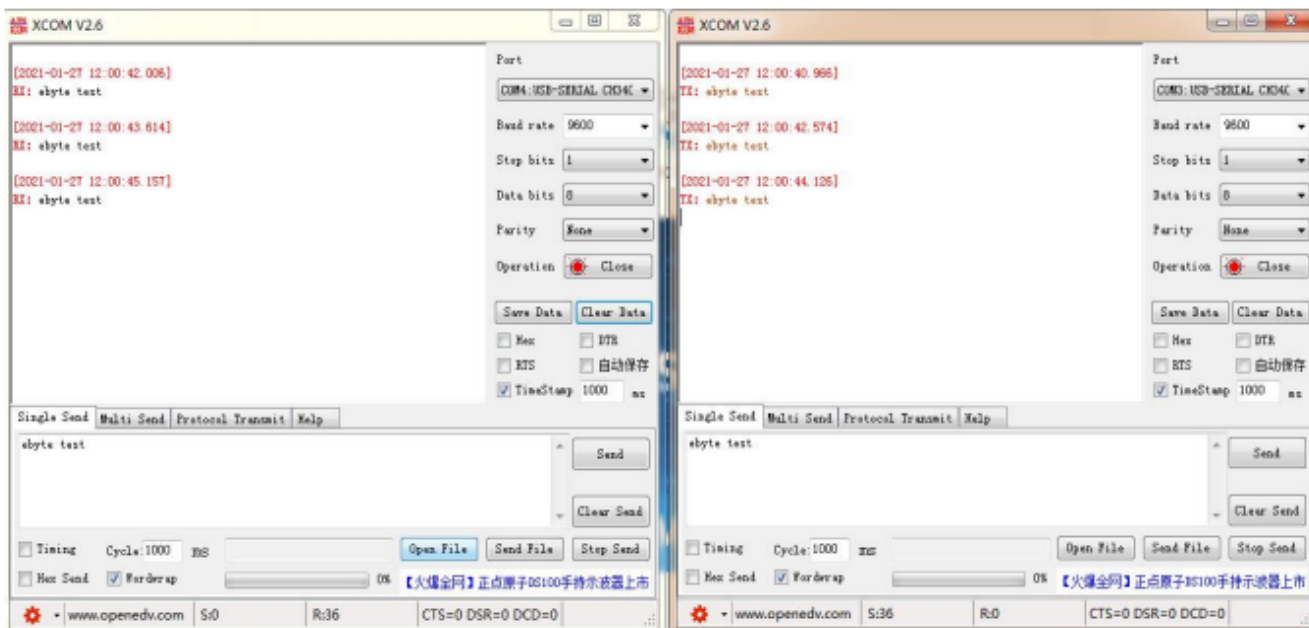 XCOM V2.6
[2021-01-27 12:00:42.006]
RX: ebyte test
[2021-01-27 12:00:43.614]
RX: ebyte test
[2021-01-27 12:00:45.157]
RX: ebyte test
Port
COM4:USB-SERIAL CH340
Baud rate 9600
Stop bits 1
Data bits 8
Parity None
Operation Close
Save Data Clear Data
Hex DTR
RTS 自动保存
TimeStamp 1000 ms
Single Send Multi Send Protocol Transmit Help
ebyte test
Send
Clear Send
Timing Cycle:1000 ms Open File Send File Stop Send
Hex Send Wordwrap 0% 【火爆全网】正点原子DS100手持示波器上市
www.openedv.com S:0 R:36 CTS=0 DSR=0 DCD=0
XCOM V2.6
[2021-01-27 12:00:40.966]
TX: ebyte test
[2021-01-27 12:00:42.574]
TX: ebyte test
[2021-01-27 12:00:44.126]
TX: ebyte test
Port
COM3:USB-SERIAL CH340
Baud rate 9600
Stop bits 1
Data bits 8
Parity None
Operation Close
Save Data Clear Data
Hex DTR
RTS 自动保存
TimeStamp 1000 ms
Single Send Multi Send Protocol Transmit Help
ebyte test
Send
Clear Send
Timing Cycle:1000 ms Open File Send File Stop Send
Hex Send Wordwrap 0% 【火爆全网】正点原子DS100手持示波器上市
www.openedv.com S:36 R:0 CTS=0 DSR=0 DCD=0